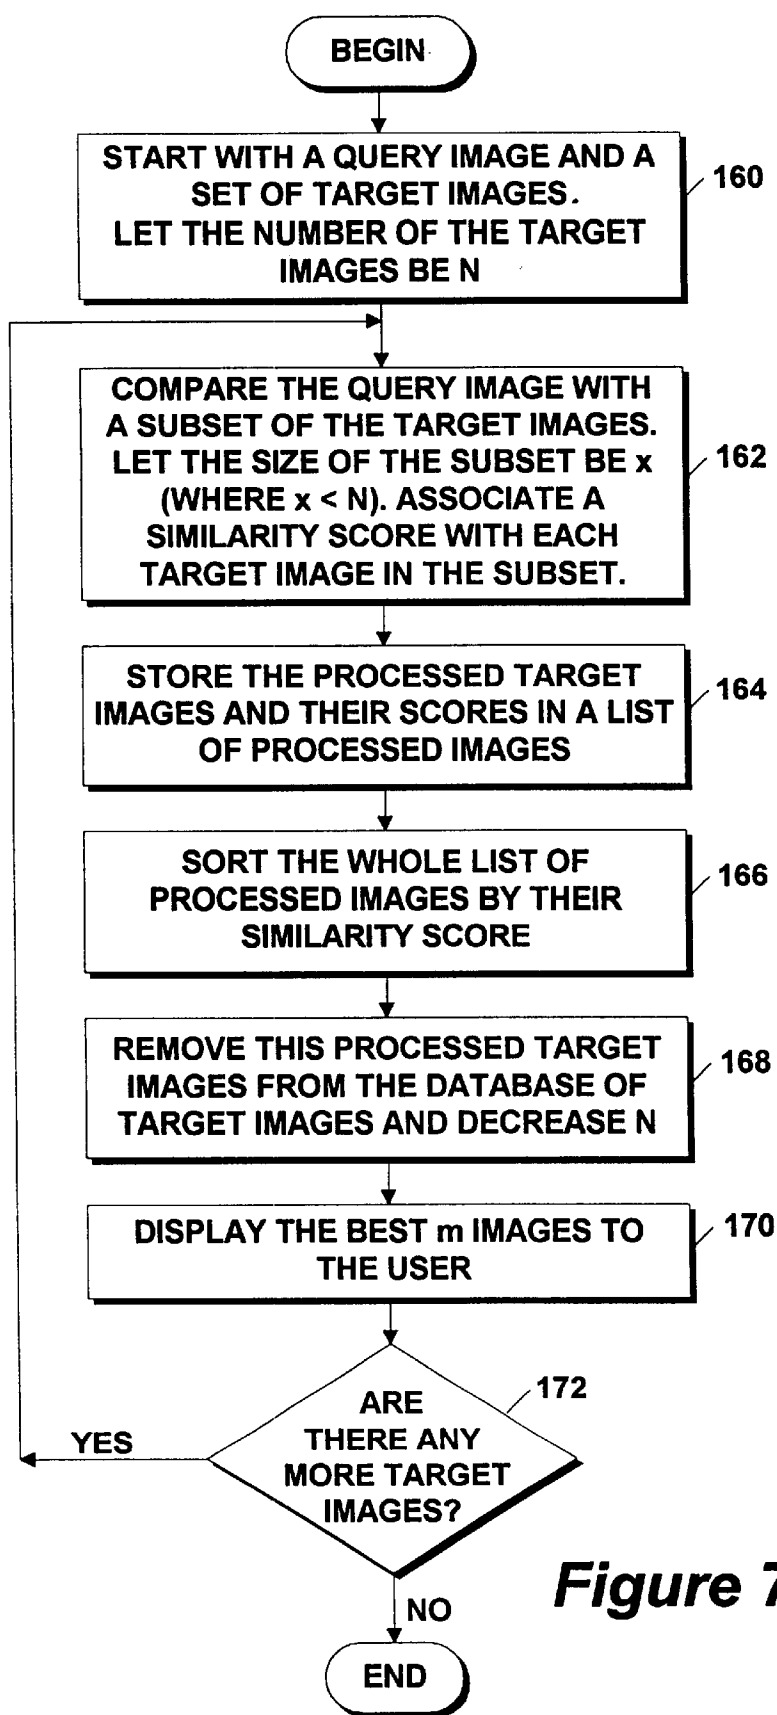 BEGIN
START WITH A QUERY IMAGE AND A
SET OF TARGET IMAGES.
LET THE NUMBER OF THE TARGET
IMAGES BE N
160
COMPARE THE QUERY IMAGE WITH
A SUBSET OF THE TARGET IMAGES.
LET THE SIZE OF THE SUBSET BE x
(WHERE x < N). ASSOCIATE A
SIMILARITY SCORE WITH EACH
TARGET IMAGE IN THE SUBSET.
162
STORE THE PROCESSED TARGET
IMAGES AND THEIR SCORES IN A LIST
OF PROCESSED IMAGES
164
SORT THE WHOLE LIST OF
PROCESSED IMAGES BY THEIR
SIMILARITY SCORE
166
REMOVE THIS PROCESSED TARGET
IMAGES FROM THE DATABASE OF
TARGET IMAGES AND DECREASE N
168
DISPLAY THE BEST m IMAGES TO
THE USER
170
ARE
THERE ANY
MORE TARGET
IMAGES?
172
YES
NO
END
Figure 7